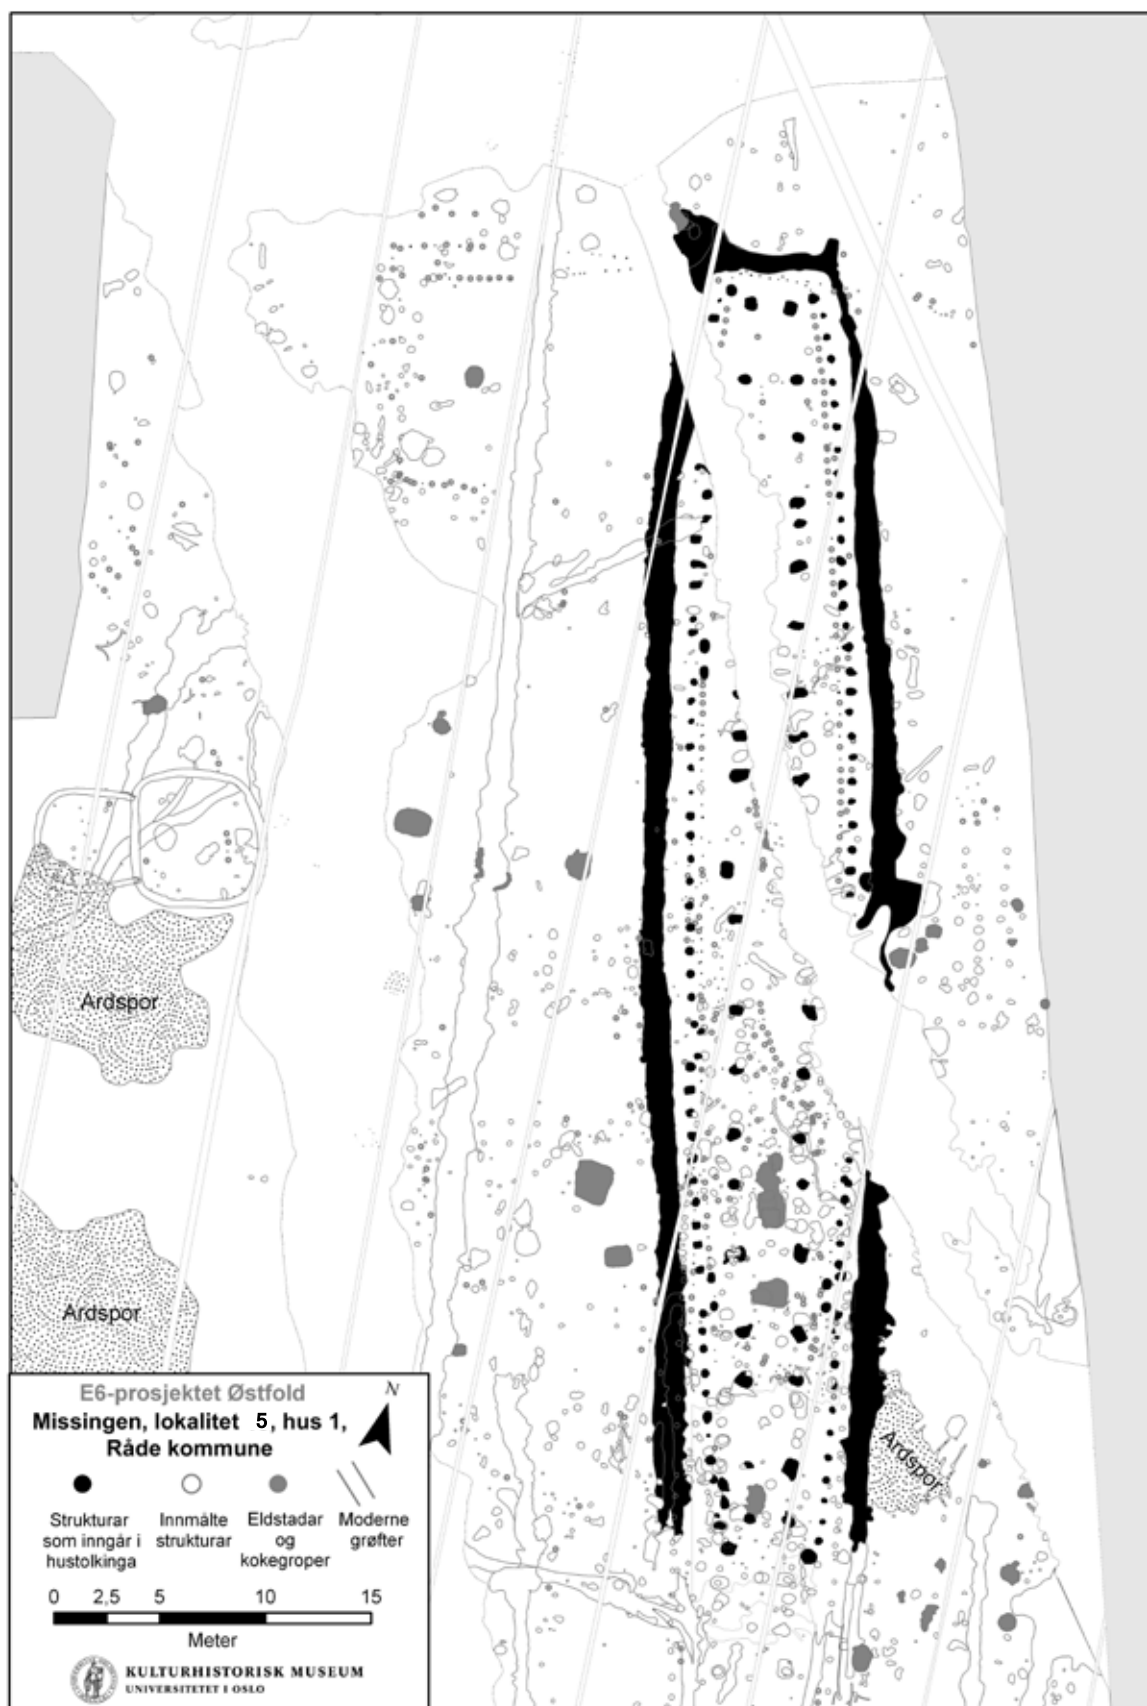 Ardspor
Ardspor
Ardspor
E6-prosjektet Østfold
N
Missingen, lokalitet 5, hus 1,
Råde kommune
Strukturar
som inngår i
hustolkinga
Innmålte
strukturar
Eldstadar
og
kokegroper
Moderne
grøfter
0 2,5 5 10 15
Meter
KULTURHISTORISK MUSEUM
UNIVERSITETET I OSLO